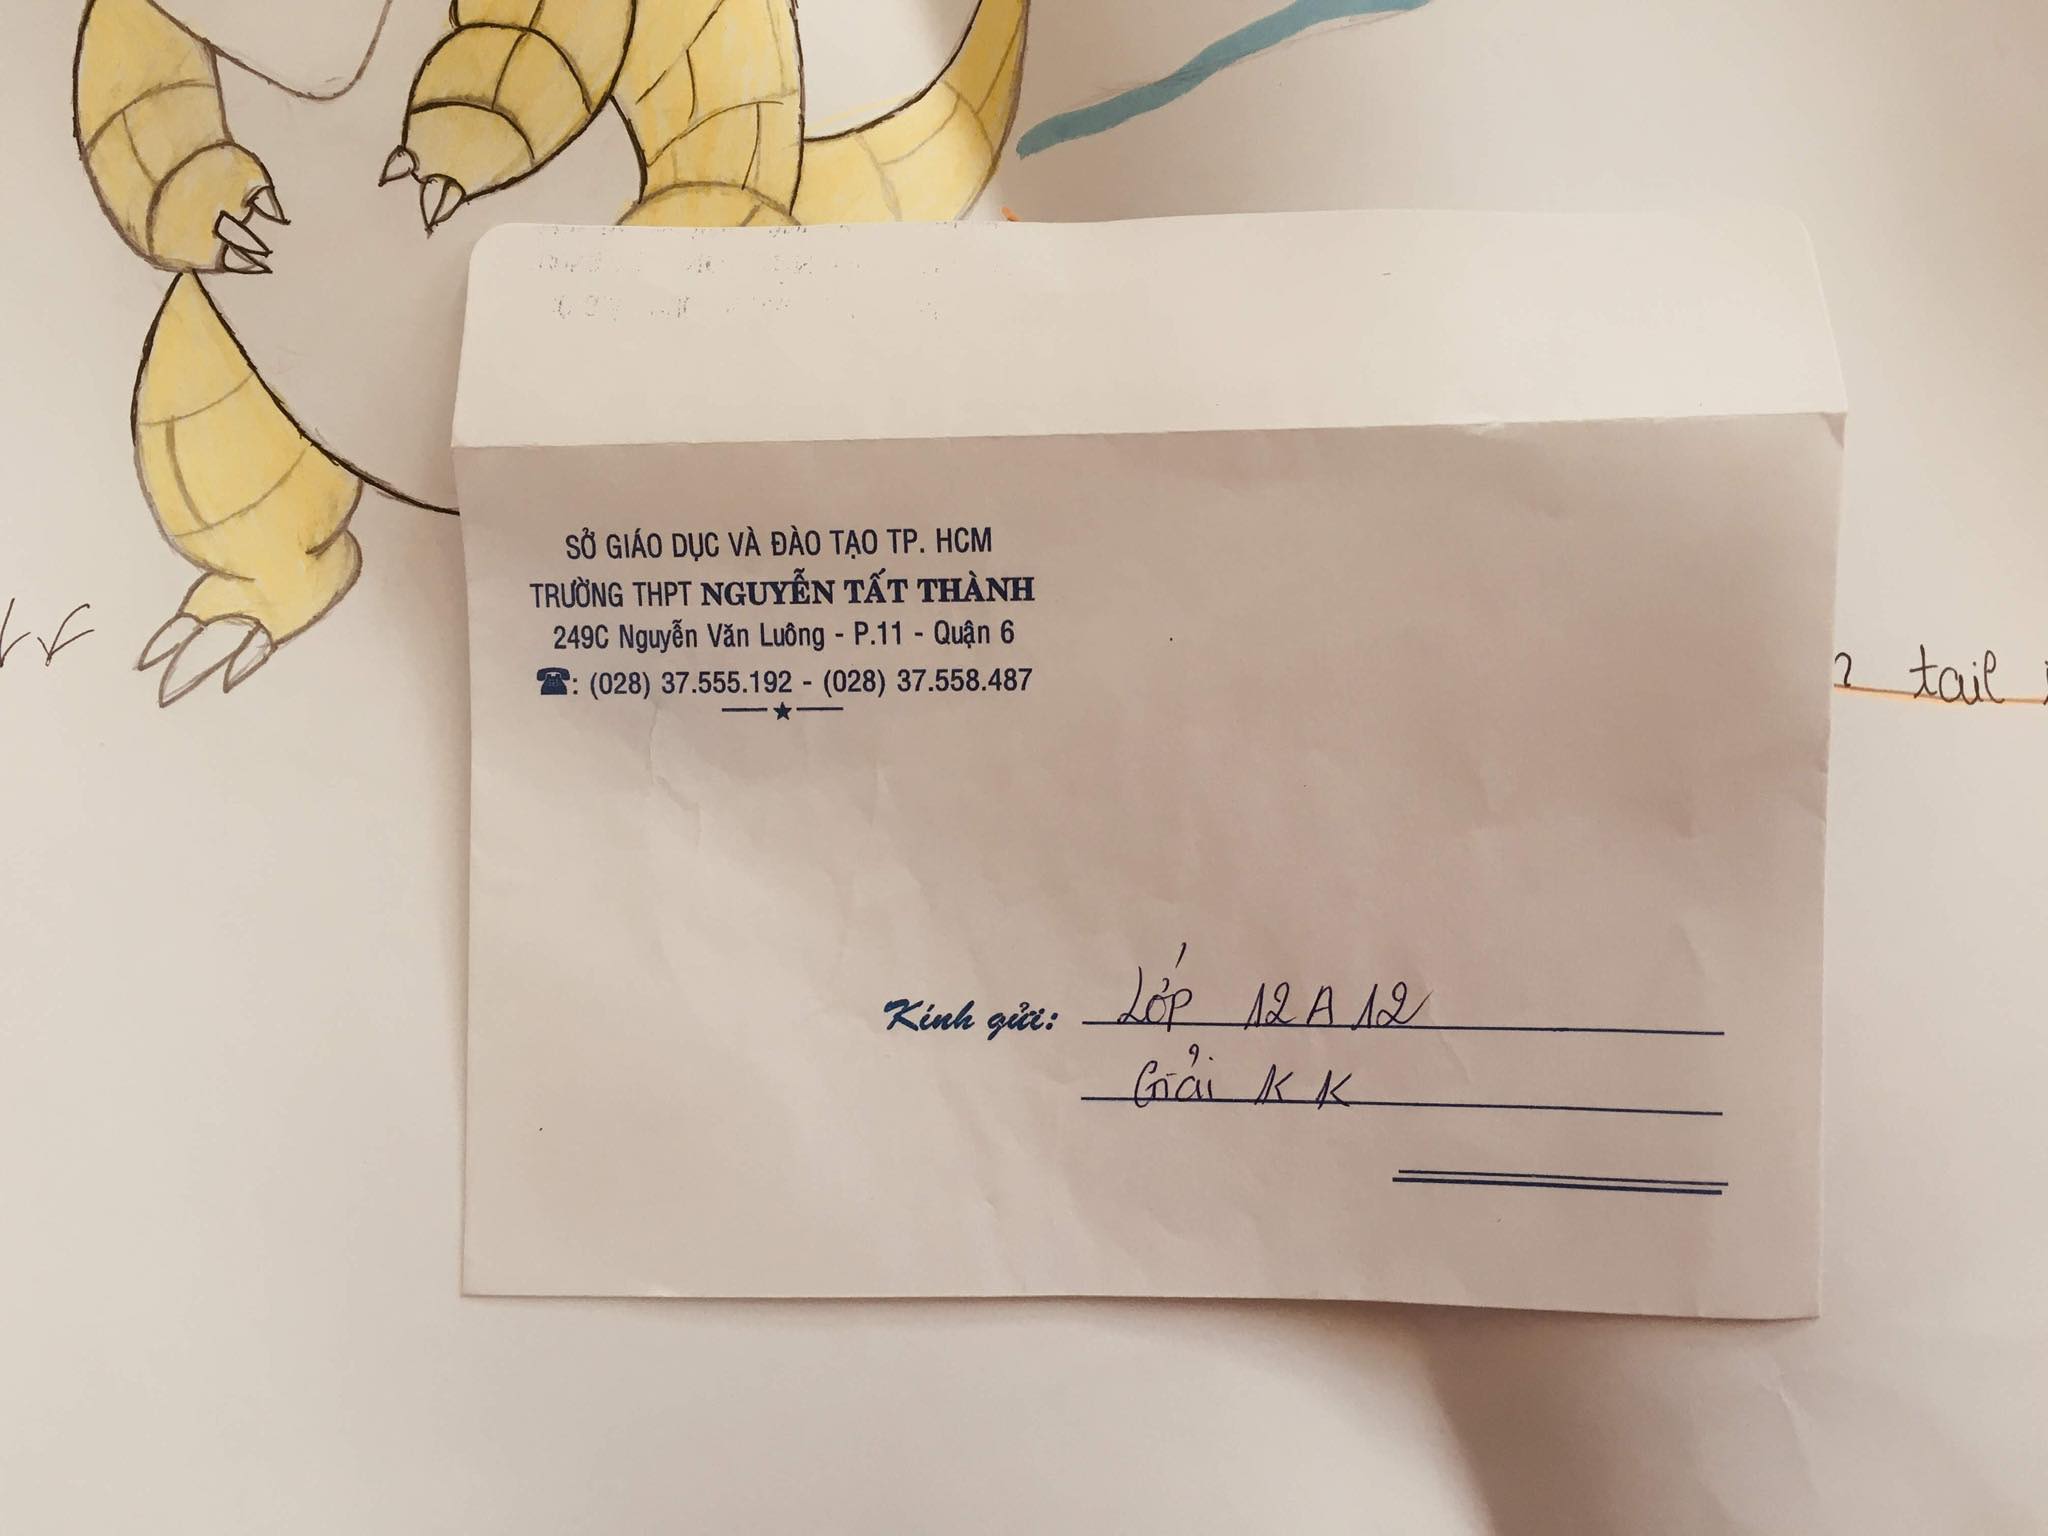 SỞ GIÁO DỤC VÀ ĐÀO TẠO TP. HCM
TRƯỜNG THPT NGUYỄN TẤT THÀNH
249C Nguyễn Văn Luông - P.11 - Quận 6
☎: (028) 37.555.192 - (028) 37.558.487
tail
Kính gửi: Lớp 12A12
Giải KK